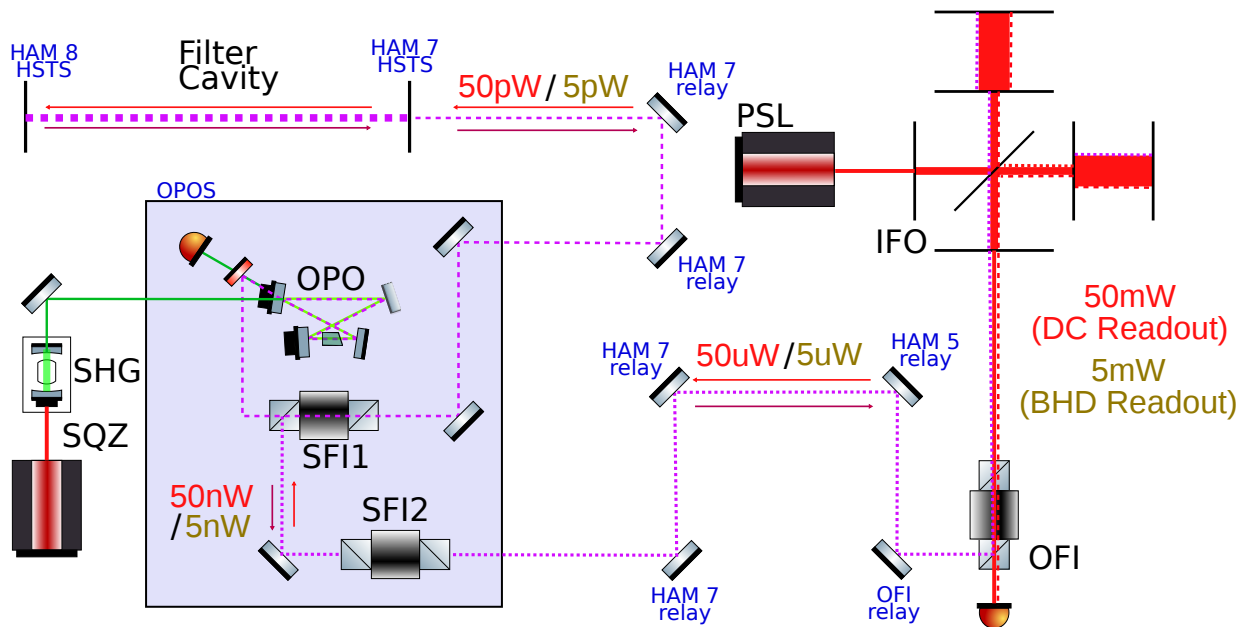 HAM 8
HSTS
Filter
Cavity
HAM 7
HSTS
50pW / 5pW
HAM 7
relay
PSL
OPOS
IFO
HAM 7
relay
OPO
50mW
(DC Readout)
5mW
(BHD Readout)
SHG
SQZ
HAM 7
relay
50uW /5uW
HAM 5
relay
SFI1
50nW
/5nW
SFI2
HAM 7
relay
OFI
relay
OFI